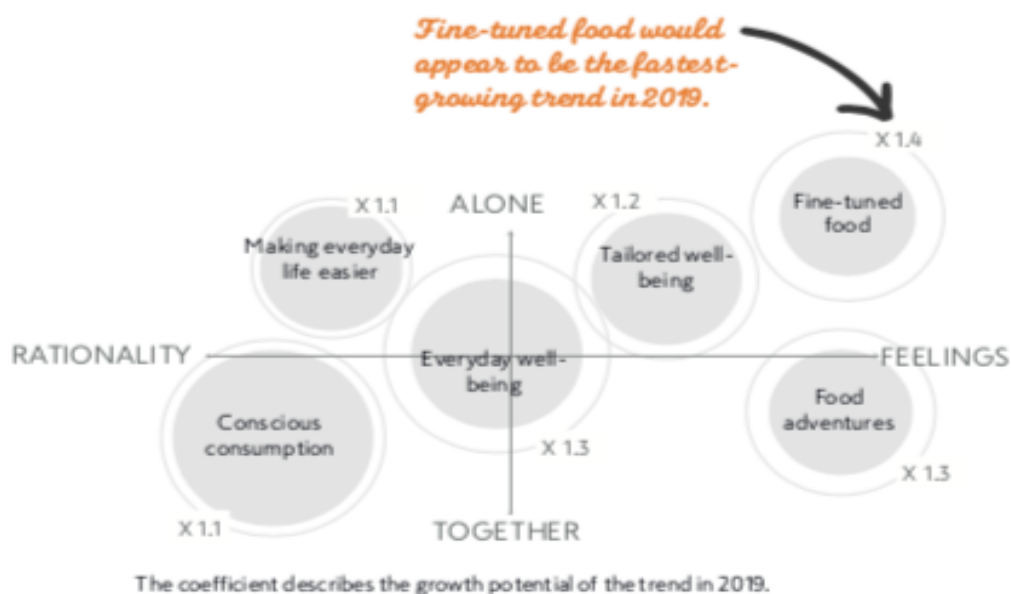 Fine-tuned food would
appear to be the fastest-
growing trend in 2019.
X 1.4
X 1.1
ALONE
X 1.2
Fine-tuned
food
Making everyday
life easier
Tailored well-
being
RATIONALITY
FEELINGS
Everyday well-
being
Food
adventures
Conscious
consumption
X 1.3
X 1.3
X 1.1
TOGETHER
The coefficient describes the growth potential of the trend in 2019.